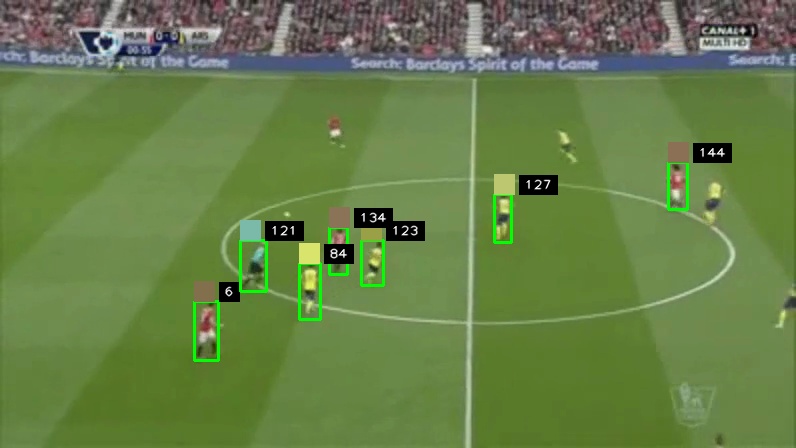 MUN 0-0 ARS
00:55
CANAL+ 1
MULTI HD
Search: Barclays Spirit of the Game
Search: Barclays Spirit of the Game
Search: E
144
127
134
121
123
84
6